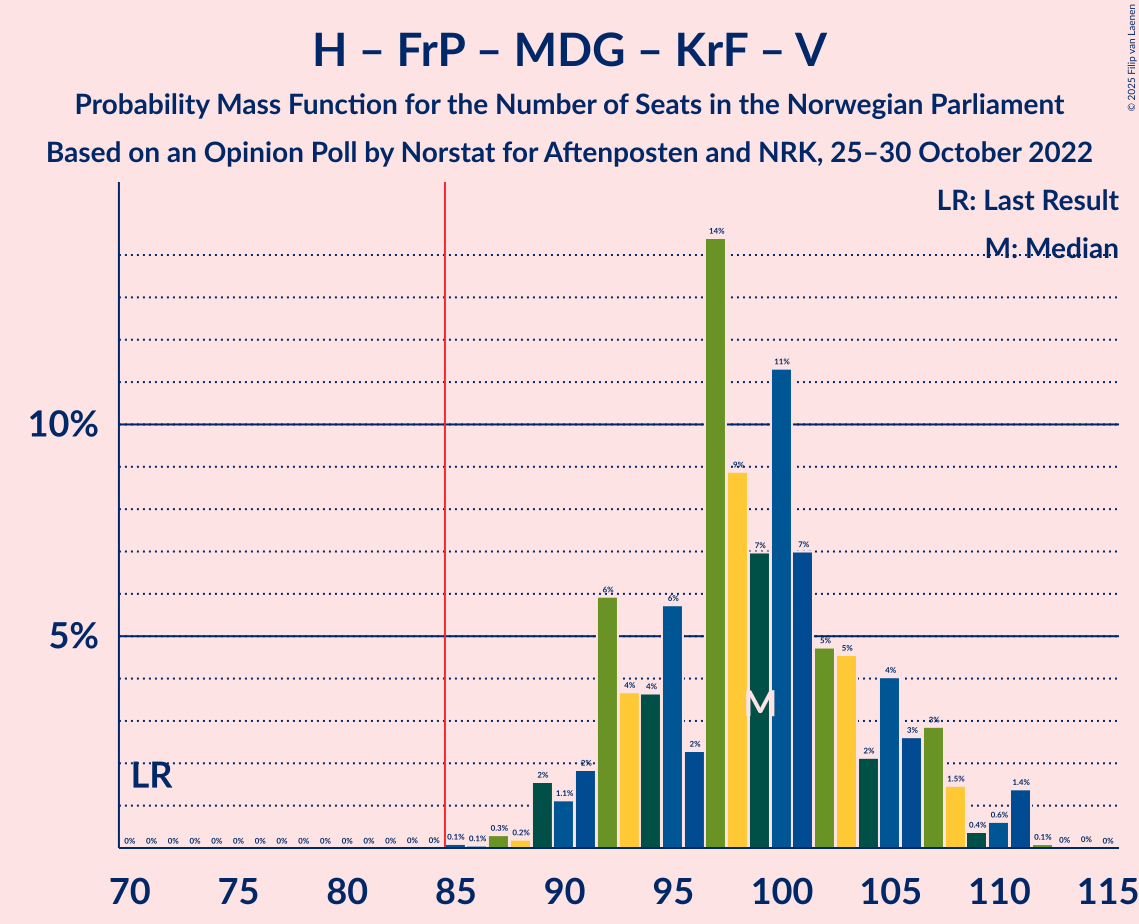 H – FrP – MDG – KrF – V
Probability Mass Function for the Number of Seats in the Norwegian Parliament
Based on an Opinion Poll by Norstat for Aftenposten and NRK, 25–30 October 2022
© 2025 Filip van Laenen
LR: Last Result
M: Median
10%
5%
LR
M
0% 0% 0% 0% 0% 0% 0% 0% 0% 0% 0% 0% 0% 0% 0% 0.1% 0.1% 0.3% 0.2% 2% 1.1% 2% 6% 4% 4% 6% 2% 14% 9% 7% 11% 7% 5% 5% 2% 4% 3% 3% 1.5% 0.4% 0.6% 1.4% 0.1% 0% 0% 0%
70 75 80 85 90 95 100 105 110 115